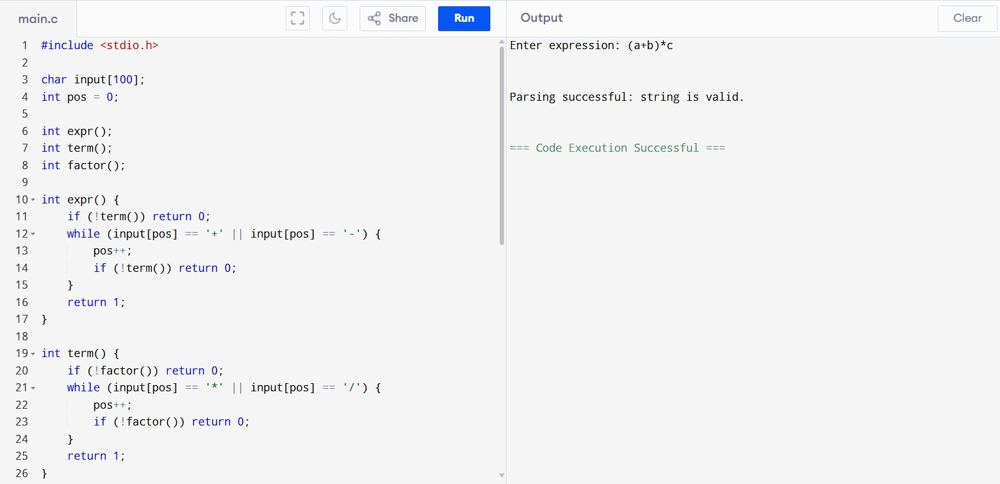 main.c
Share
Run
Output
Clear
1 #include <stdio.h>
2
3 char input[100];
4 int pos = 0;
5
6 int expr();
7 int term();
8 int factor();
9
10 int expr() {
11     if (!term()) return 0;
12     while (input[pos] == '+' || input[pos] == '-') {
13         pos++;
14         if (!term()) return 0;
15     }
16     return 1;
17 }
18
19 int term() {
20     if (!factor()) return 0;
21     while (input[pos] == '*' || input[pos] == '/') {
22         pos++;
23         if (!factor()) return 0;
24     }
25     return 1;
26 }
Enter expression: (a+b)*c
Parsing successful: string is valid.
=== Code Execution Successful ===